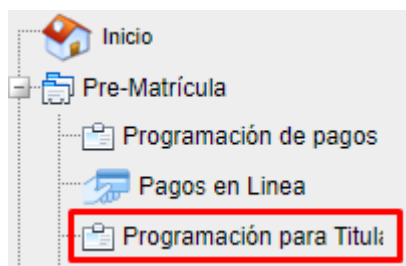 Inicio
Pre-Matrícula
Programación de pagos
Pagos en Linea
Programación para Titula